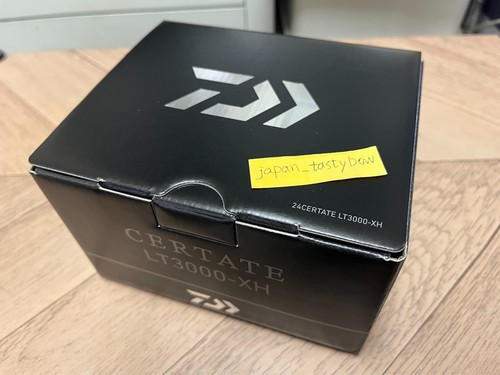 japan_tastybow
24CERTATE LT3000-XH
CERTATE
LT3000-XH